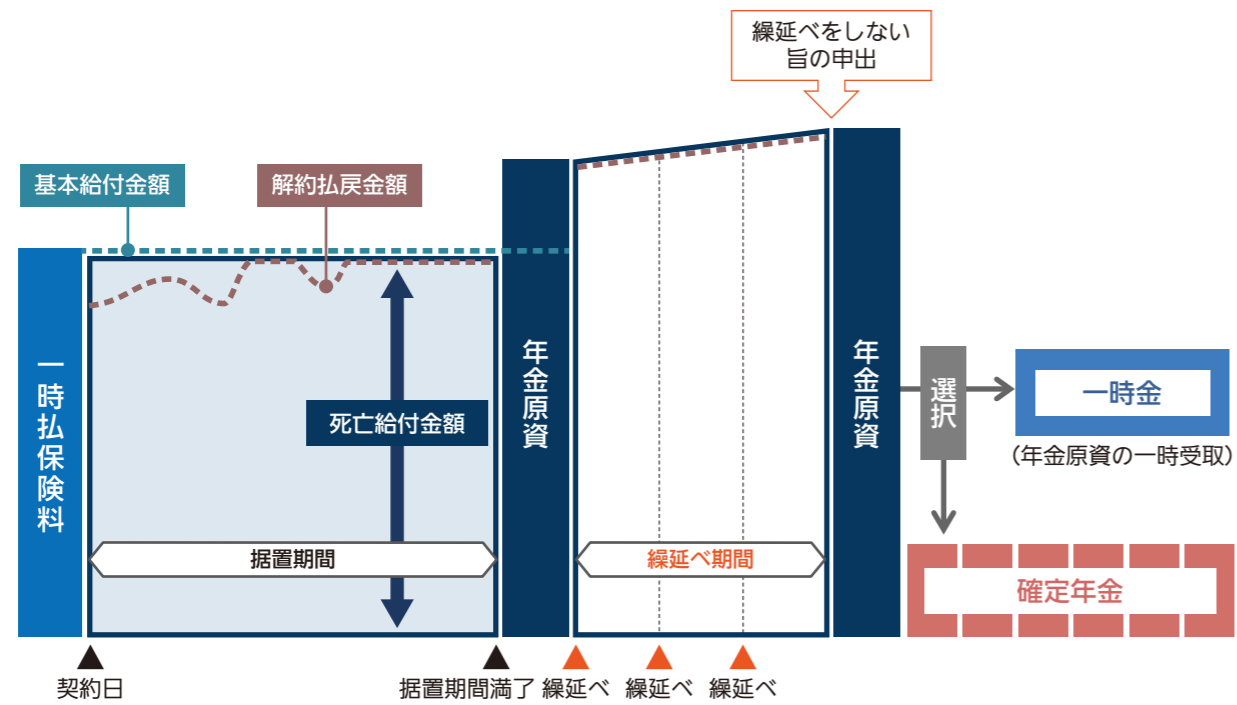 繰延べをしない
旨の申出
基本給付金額
解約払戻金額
一時払保険料
年金原資
年金原資
死亡給付金額
選択
一時金
(年金原資の一時受取)
据置期間
繰延べ期間
確定年金
契約日
据置期間満了
繰延べ
繰延べ
繰延べ